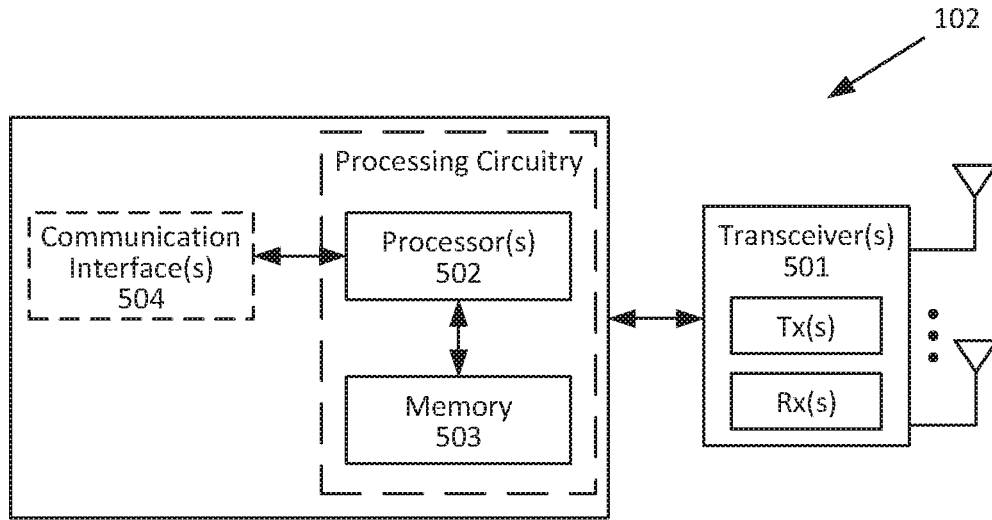 102
Processing Circuitry
Communication
Interface(s)
504
Processor(s)
502
Memory
503
Transceiver(s)
501
Tx(s)
Rx(s)